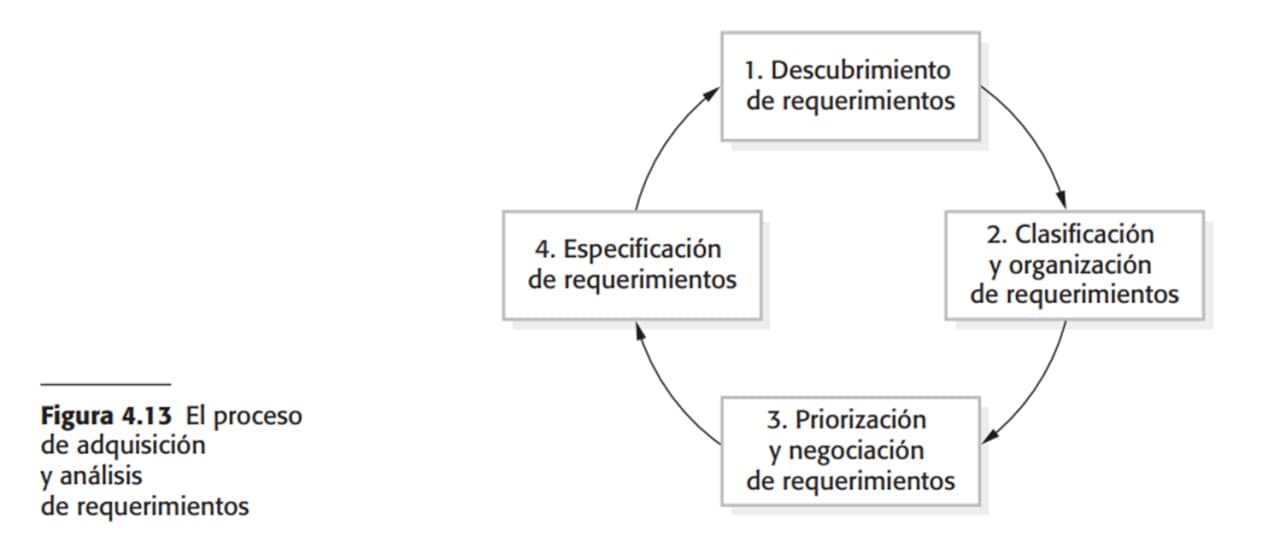 1. Descubrimiento
de requerimientos
2. Clasificación
y organización
de requerimientos
3. Priorización
y negociación
de requerimientos
4. Especificación
de requerimientos
Figura 4.13 El proceso
de adquisición
y análisis
de requerimientos